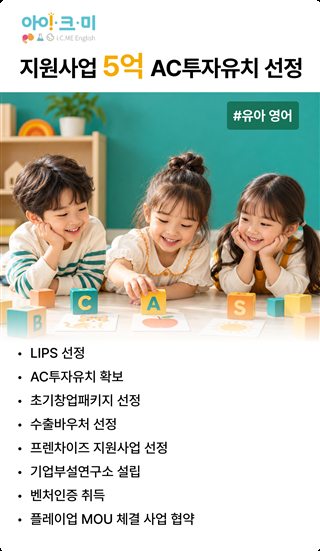 아이!·크·미
i.C.ME English
지원사업 5억 AC투자유치 선정
#유아 영어
B C A S
• LIPS 선정
• AC투자유치 확보
• 초기창업패키지 선정
• 수출바우처 선정
• 프렌차이즈 지원사업 선정
• 기업부설연구소 설립
• 벤처인증 취득
• 플레이업 MOU 체결 사업 협약